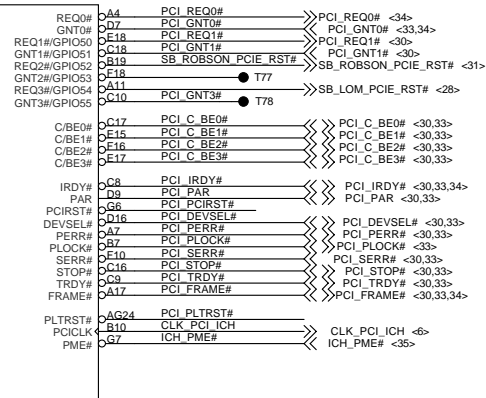 REQ0# A4 PCI_REQ0# PCI_REQ0# <34>
GNT0# D7 PCI_GNT0# PCI_GNT0# <33,34>
REQ1#/GPIO50 E18 PCI_REQ1# PCI_REQ1# <30>
GNT1#/GPIO51 C18 PCI_GNT1# PCI_GNT1# <30>
REQ2#/GPIO52 B19 SB_ROBSON_PCIE_RST# SB_ROBSON_PCIE_RST# <31>
GNT2#/GPIO53 F18 T77
REQ3#/GPIO54 A11 SB_LOM_PCIE_RST# <28>
GNT3#/GPIO55 C10 PCI_GNT3# T78
C/BE0# C17 PCI_C_BE0# PCI_C_BE0# <30,33>
C/BE1# E15 PCI_C_BE1# PCI_C_BE1# <30,33>
C/BE2# F16 PCI_C_BE2# PCI_C_BE2# <30,33>
C/BE3# E17 PCI_C_BE3# PCI_C_BE3# <30,33>
IRDY# C8 PCI_IRDY# PCI_IRDY# <30,33,34>
PAR D9 PCI_PAR PCI_PAR <30,33>
PCIRST# G6 PCI_PCIRST#
DEVSEL# D16 PCI_DEVSEL# PCI_DEVSEL# <30,33>
PERR# A7 PCI_PERR# PCI_PERR# <30,33>
PLOCK# B7 PCI_PLOCK# PCI_PLOCK# <33>
SERR# F10 PCI_SERR# PCI_SERR# <30,33>
STOP# C16 PCI_STOP# PCI_STOP# <30,33>
TRDY# C9 PCI_TRDY# PCI_TRDY# <30,33>
FRAME# A17 PCI_FRAME# PCI_FRAME# <30,33,34>
PLTRST# AG24 PCI_PLTRST#
PCICLK B10 CLK_PCI_ICH CLK_PCI_ICH <6>
PME# G7 ICH_PME# ICH_PME# <35>